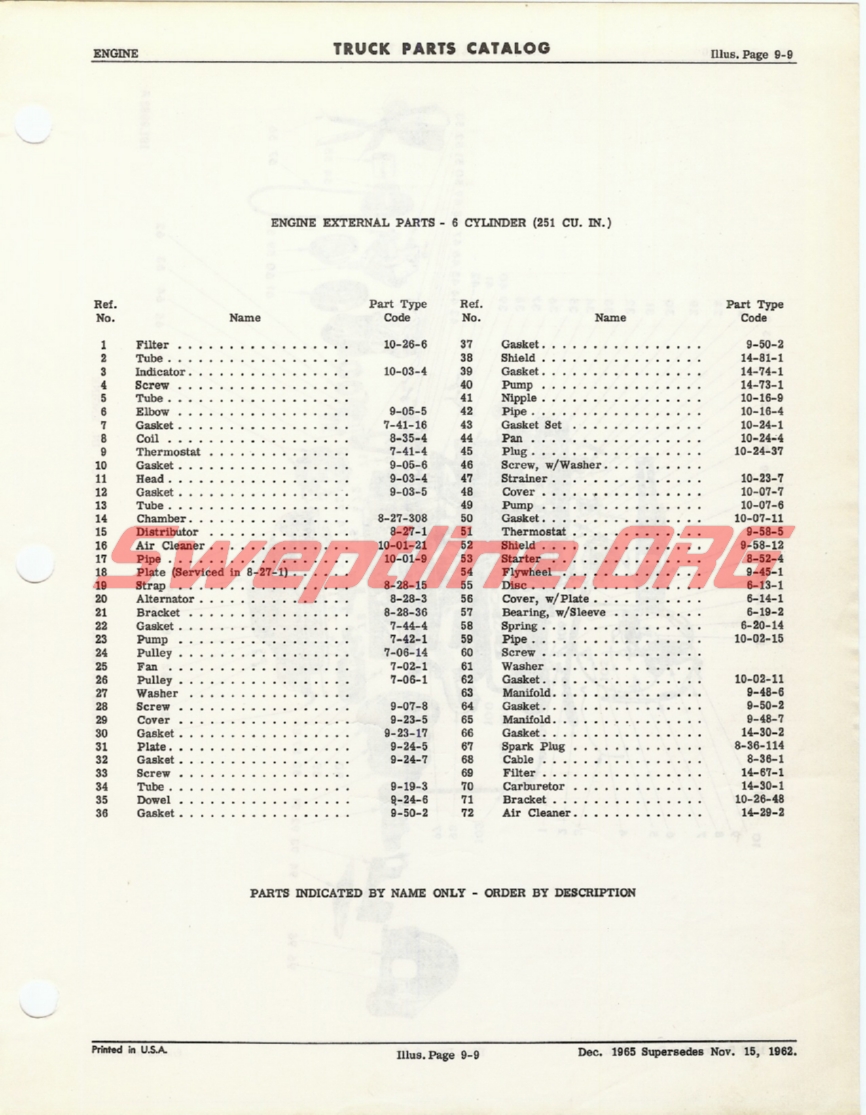 ENGINE
TRUCK PARTS CATALOG
Illus. Page 9-9
ENGINE EXTERNAL PARTS - 6 CYLINDER (251 CU. IN.)
Ref. No. Name Part Type Code
1 Filter . . . . . . . . . . . . . . . . . 10-26-6
2 Tube . . . . . . . . . . . . . . . . .
3 Indicator . . . . . . . . . . . . . . . . 10-03-4
4 Screw . . . . . . . . . . . . . . . . .
5 Tube . . . . . . . . . . . . . . . . .
6 Elbow . . . . . . . . . . . . . . . . . 9-05-5
7 Gasket . . . . . . . . . . . . . . . . . 7-41-16
8 Coil . . . . . . . . . . . . . . . . . 8-35-4
9 Thermostat . . . . . . . . . . . . . . 7-41-4
10 Gasket . . . . . . . . . . . . . . . . . 9-05-6
11 Head . . . . . . . . . . . . . . . . . 9-03-4
12 Gasket . . . . . . . . . . . . . . . . . 9-03-5
13 Tube . . . . . . . . . . . . . . . . .
14 Chamber . . . . . . . . . . . . . . . . 8-27-308
15 Distributor . . . . . . . . . . . . . . 8-27-1
16 Air Cleaner . . . . . . . . . . . . . . 10-01-21
17 Pipe . . . . . . . . . . . . . . . . . 10-01-9
18 Plate (Serviced in 8-27-1) . . . . . .
19 Strap . . . . . . . . . . . . . . . . . 8-28-15
20 Alternator . . . . . . . . . . . . . . . 8-28-3
21 Bracket . . . . . . . . . . . . . . . . 8-28-36
22 Gasket . . . . . . . . . . . . . . . . . 7-44-4
23 Pump . . . . . . . . . . . . . . . . . 7-42-1
24 Pulley . . . . . . . . . . . . . . . . . 7-06-14
25 Fan . . . . . . . . . . . . . . . . . 7-02-1
26 Pulley . . . . . . . . . . . . . . . . . 7-06-1
27 Washer . . . . . . . . . . . . . . . .
28 Screw . . . . . . . . . . . . . . . . . 9-07-8
29 Cover . . . . . . . . . . . . . . . . . 9-23-5
30 Gasket . . . . . . . . . . . . . . . . . 9-23-17
31 Plate . . . . . . . . . . . . . . . . . 9-24-5
32 Gasket . . . . . . . . . . . . . . . . . 9-24-7
33 Screw . . . . . . . . . . . . . . . . .
34 Tube . . . . . . . . . . . . . . . . . 9-19-3
35 Dowel . . . . . . . . . . . . . . . . . 9-24-6
36 Gasket . . . . . . . . . . . . . . . . . 9-50-2
Ref. No. Name Part Type Code
37 Gasket . . . . . . . . . . . . . . . . 9-50-2
38 Shield . . . . . . . . . . . . . . . . 14-81-1
39 Gasket . . . . . . . . . . . . . . . . 14-74-1
40 Pump . . . . . . . . . . . . . . . . 14-73-1
41 Nipple . . . . . . . . . . . . . . . . 10-16-9
42 Pipe . . . . . . . . . . . . . . . . . 10-16-4
43 Gasket Set . . . . . . . . . . . . . 10-24-1
44 Pan . . . . . . . . . . . . . . . . . 10-24-4
45 Plug . . . . . . . . . . . . . . . . . 10-24-37
46 Screw, w/Washer . . . . . . . . . .
47 Strainer . . . . . . . . . . . . . . . 10-23-7
48 Cover . . . . . . . . . . . . . . . . 10-07-7
49 Pump . . . . . . . . . . . . . . . . 10-07-6
50 Gasket . . . . . . . . . . . . . . . . 10-07-11
51 Thermostat . . . . . . . . . . . . . 9-58-5
52 Shield . . . . . . . . . . . . . . . . 9-58-12
53 Starter . . . . . . . . . . . . . . . . 8-52-4
54 Flywheel . . . . . . . . . . . . . . . 9-45-1
55 Disc . . . . . . . . . . . . . . . . . 6-13-1
56 Cover, w/Plate . . . . . . . . . . . 6-14-1
57 Bearing, w/Sleeve . . . . . . . . . 6-19-2
58 Spring . . . . . . . . . . . . . . . . 6-20-14
59 Pipe . . . . . . . . . . . . . . . . . 10-02-15
60 Screw . . . . . . . . . . . . . . . .
61 Washer . . . . . . . . . . . . . . .
62 Gasket . . . . . . . . . . . . . . . . 10-02-11
63 Manifold . . . . . . . . . . . . . . . 9-48-6
64 Gasket . . . . . . . . . . . . . . . . 9-50-2
65 Manifold . . . . . . . . . . . . . . . 9-48-7
66 Gasket . . . . . . . . . . . . . . . . 14-30-2
67 Spark Plug . . . . . . . . . . . . . 8-36-114
68 Cable . . . . . . . . . . . . . . . . 8-36-1
69 Filter . . . . . . . . . . . . . . . . 14-67-1
70 Carburetor . . . . . . . . . . . . . 14-30-1
71 Bracket . . . . . . . . . . . . . . . 10-26-48
72 Air Cleaner . . . . . . . . . . . . . 14-29-2
Sweptline.ORG
PARTS INDICATED BY NAME ONLY - ORDER BY DESCRIPTION
Printed in U.S.A.
Illus. Page 9-9
Dec. 1965 Supersedes Nov. 15, 1962.